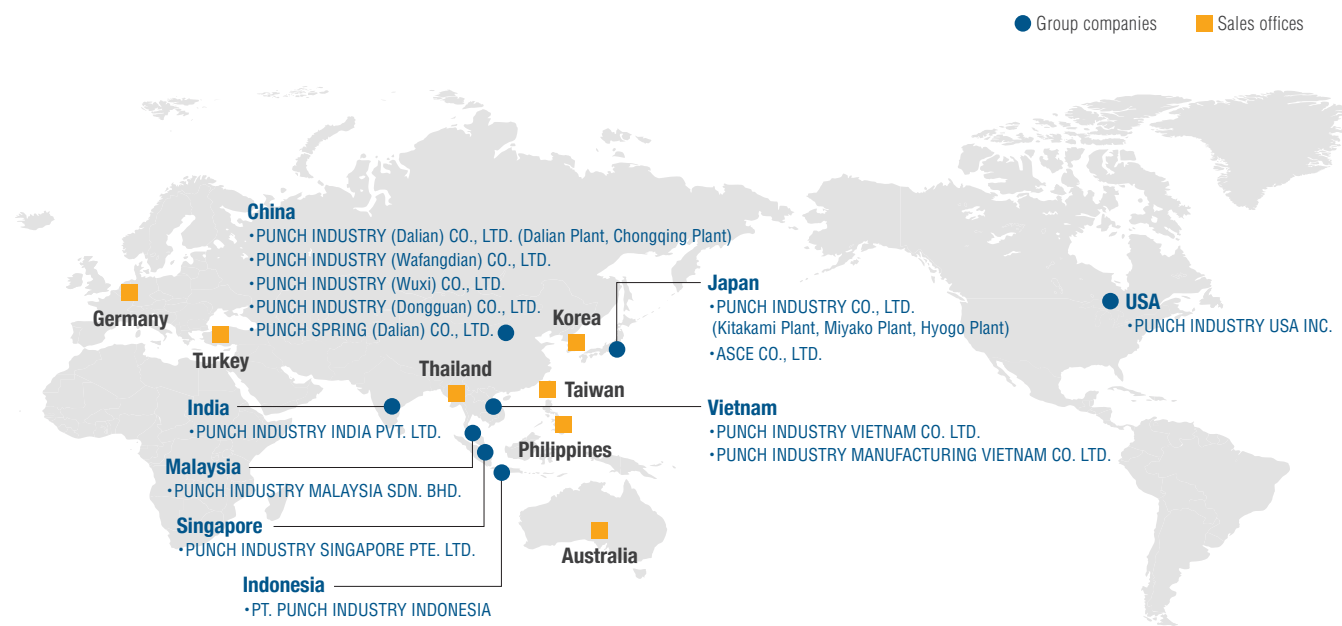 Group companies
Sales offices
China
•PUNCH INDUSTRY (Dalian) CO., LTD. (Dalian Plant, Chongqing Plant)
•PUNCH INDUSTRY (Wafangdian) CO., LTD.
•PUNCH INDUSTRY (Wuxi) CO., LTD.
•PUNCH INDUSTRY (Dongguan) CO., LTD.
•PUNCH SPRING (Dalian) CO., LTD.
Germany
Turkey
Korea
Japan
•PUNCH INDUSTRY CO., LTD.
(Kitakami Plant, Miyako Plant, Hyogo Plant)
•ASCE CO., LTD.
USA
•PUNCH INDUSTRY USA INC.
Thailand
Taiwan
India
•PUNCH INDUSTRY INDIA PVT. LTD.
Philippines
Vietnam
•PUNCH INDUSTRY VIETNAM CO. LTD.
•PUNCH INDUSTRY MANUFACTURING VIETNAM CO. LTD.
Malaysia
•PUNCH INDUSTRY MALAYSIA SDN. BHD.
Singapore
•PUNCH INDUSTRY SINGAPORE PTE. LTD.
Australia
Indonesia
•PT. PUNCH INDUSTRY INDONESIA